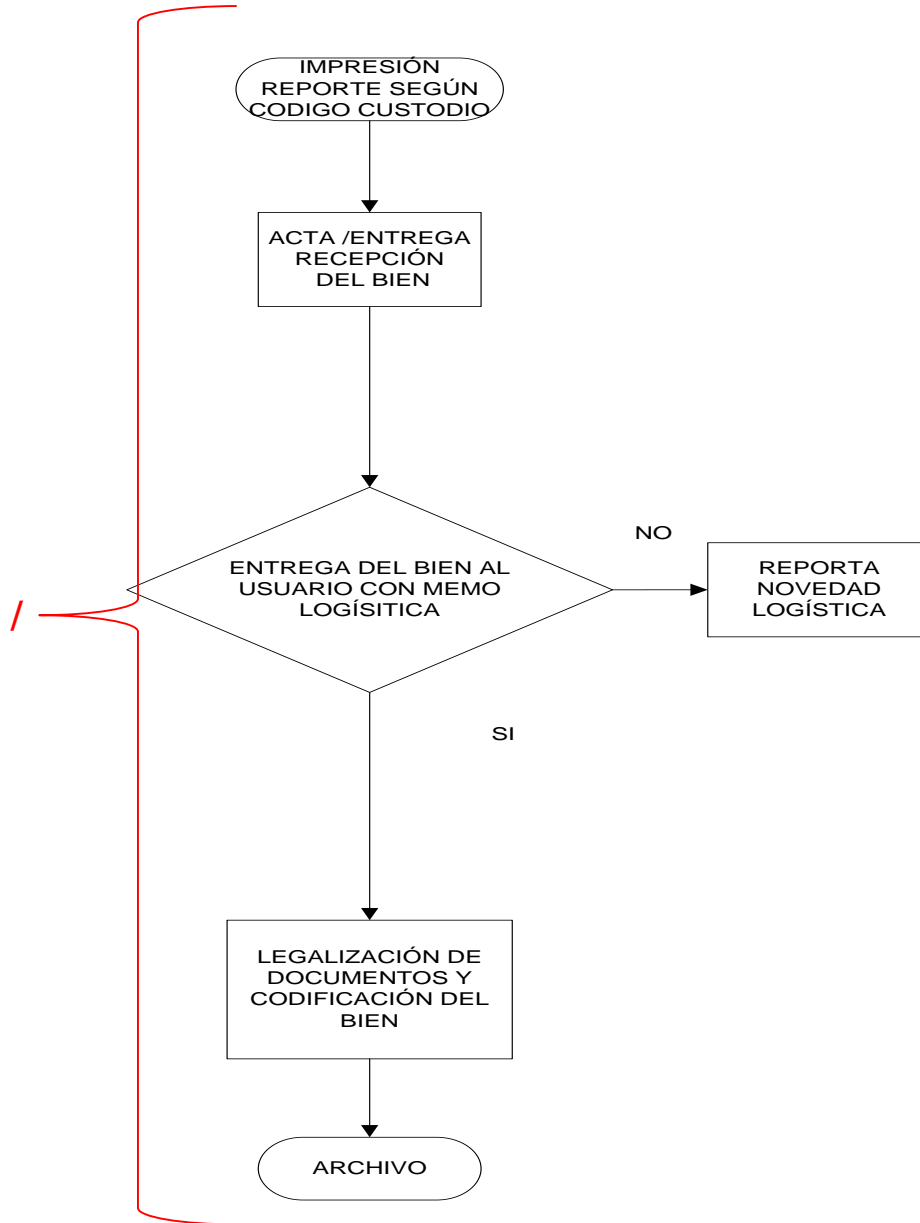 IMPRESIÓN
REPORTE SEGÚN
CODIGO CUSTODIO
ACTA /ENTREGA
RECEPCIÓN
DEL BIEN
ENTREGA DEL BIEN AL
USUARIO CON MEMO
LOGÍSITICA
NO
REPORTA
NOVEDAD
LOGÍSTICA
/
SI
LEGALIZACIÓN DE
DOCUMENTOS Y
CODIFICACIÓN DEL
BIEN
ARCHIVO